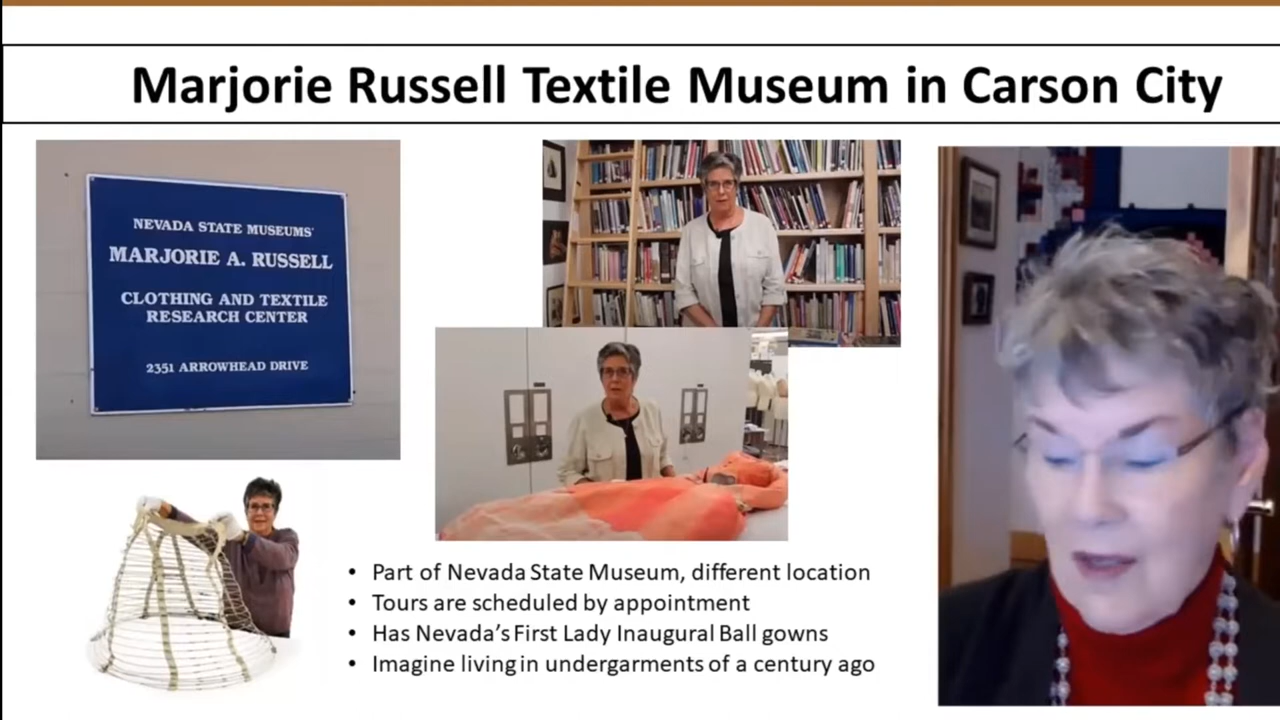 Marjorie Russell Textile Museum in Carson City
NEVADA STATE MUSEUMS'
MARJORIE A. RUSSELL
CLOTHING AND TEXTILE
RESEARCH CENTER
2351 ARROWHEAD DRIVE
• Part of Nevada State Museum, different location
• Tours are scheduled by appointment
• Has Nevada's First Lady Inaugural Ball gowns
• Imagine living in undergarments of a century ago